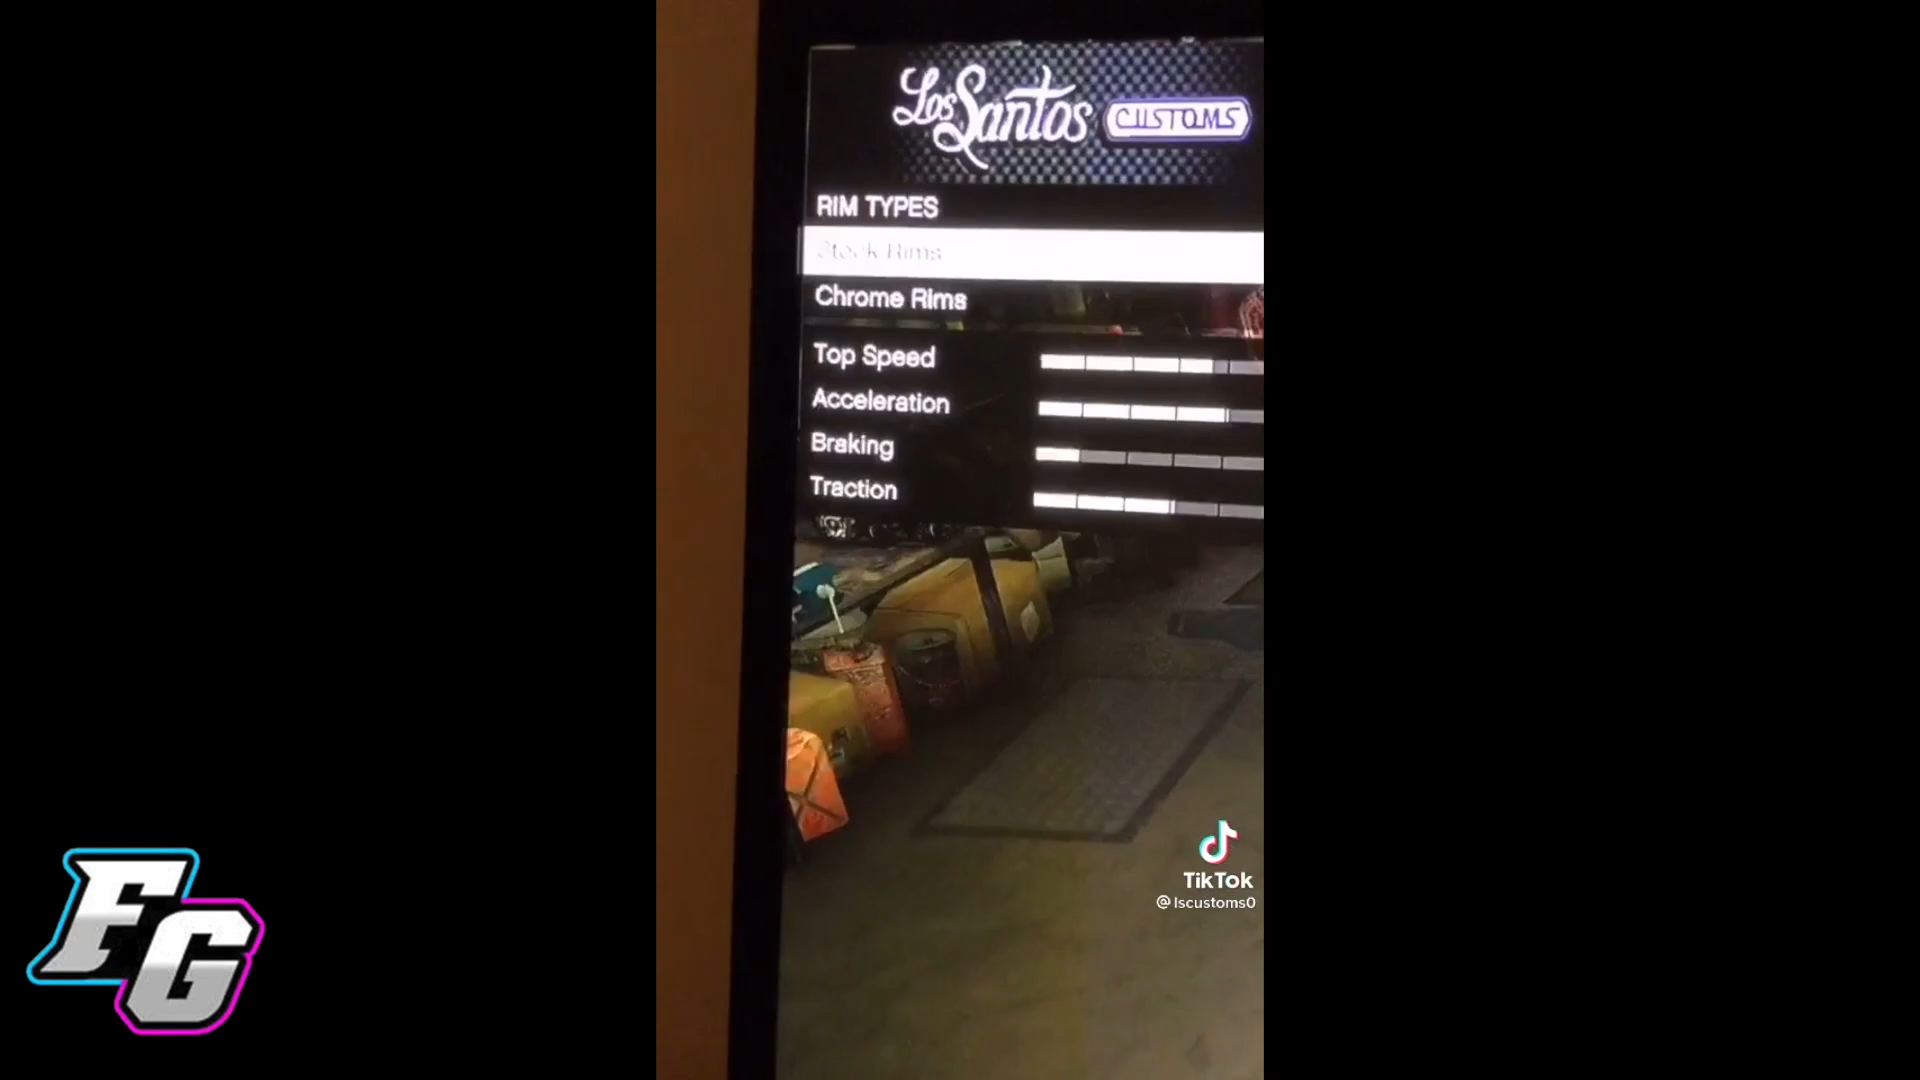 Los Santos CUSTOMS
RIM TYPES
Stock Rims
Chrome Rims
Top Speed
Acceleration
Braking
Traction
TikTok
@lscustoms0
FG